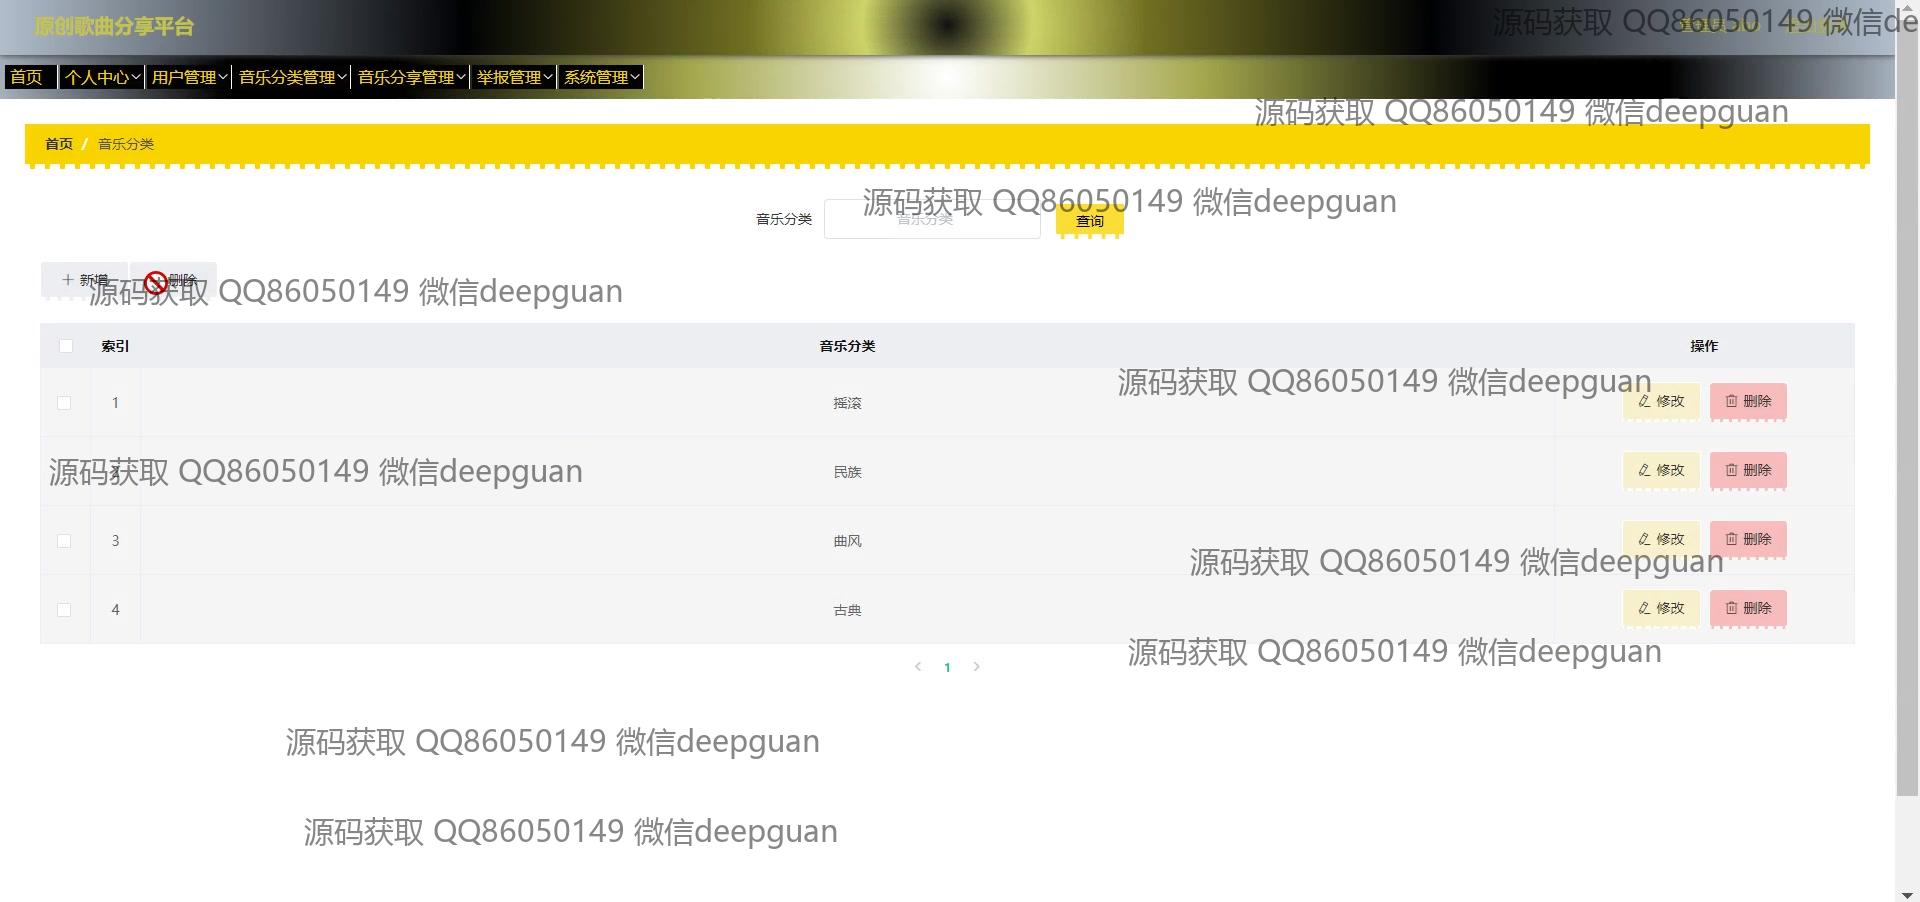 原创歌曲分享平台
源码获取 QQ86050149 微信de
首页 个人中心 用户管理 音乐分类管理 音乐分享管理 举报管理 系统管理
源码获取 QQ86050149 微信deepguan
首页 / 音乐分类
源码获取 QQ86050149 微信deepguan
音乐分类 音乐分类 查询
新增 删除
源码获取 QQ86050149 微信deepguan
索引 音乐分类 操作
源码获取 QQ86050149 微信deepguan
1 摇滚 修改 删除
源码获取 QQ86050149 微信deepguan
民族 修改 删除
3 曲风 修改 删除
源码获取 QQ86050149 微信deepguan
4 古典 修改 删除
源码获取 QQ86050149 微信deepguan
1
源码获取 QQ86050149 微信deepguan
源码获取 QQ86050149 微信deepguan